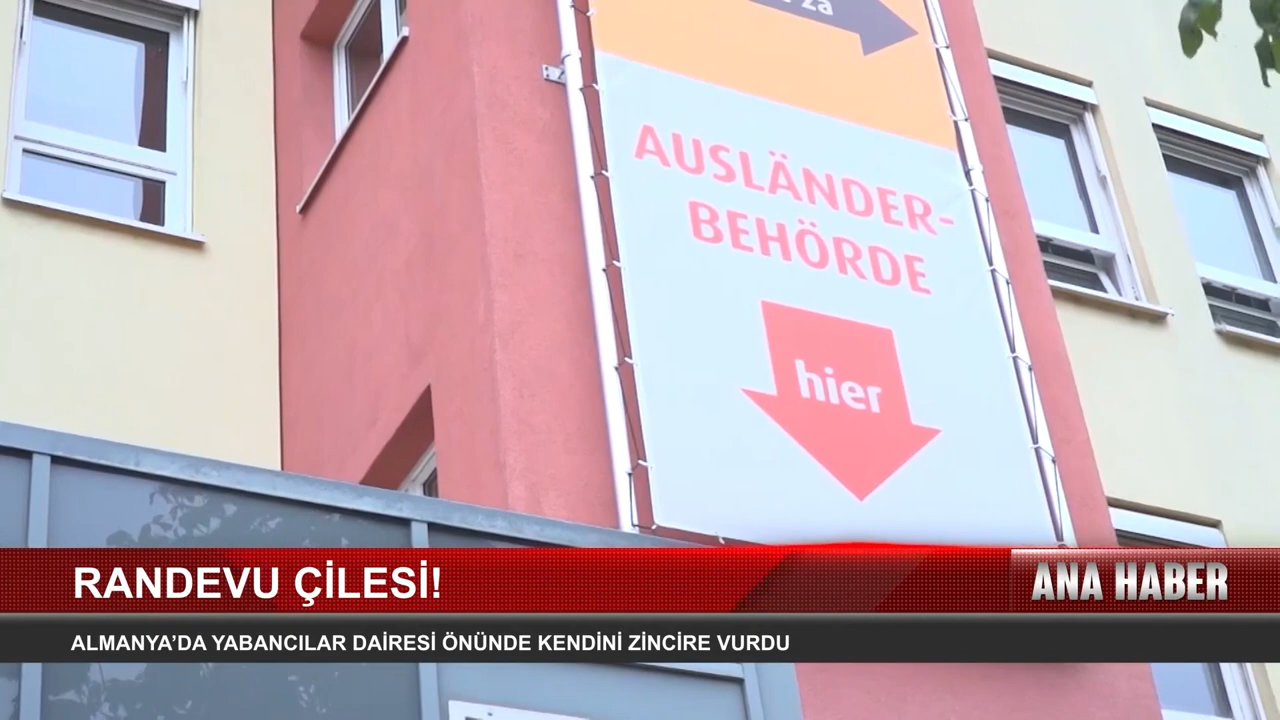 za
AUSLÄNDER-
BEHÖRDE
hier
RANDEVU ÇİLESİ!
ANA HABER
ALMANYA’DA YABANCILAR DAİRESİ ÖNÜNDE KENDİNİ ZİNCİRE VURDU